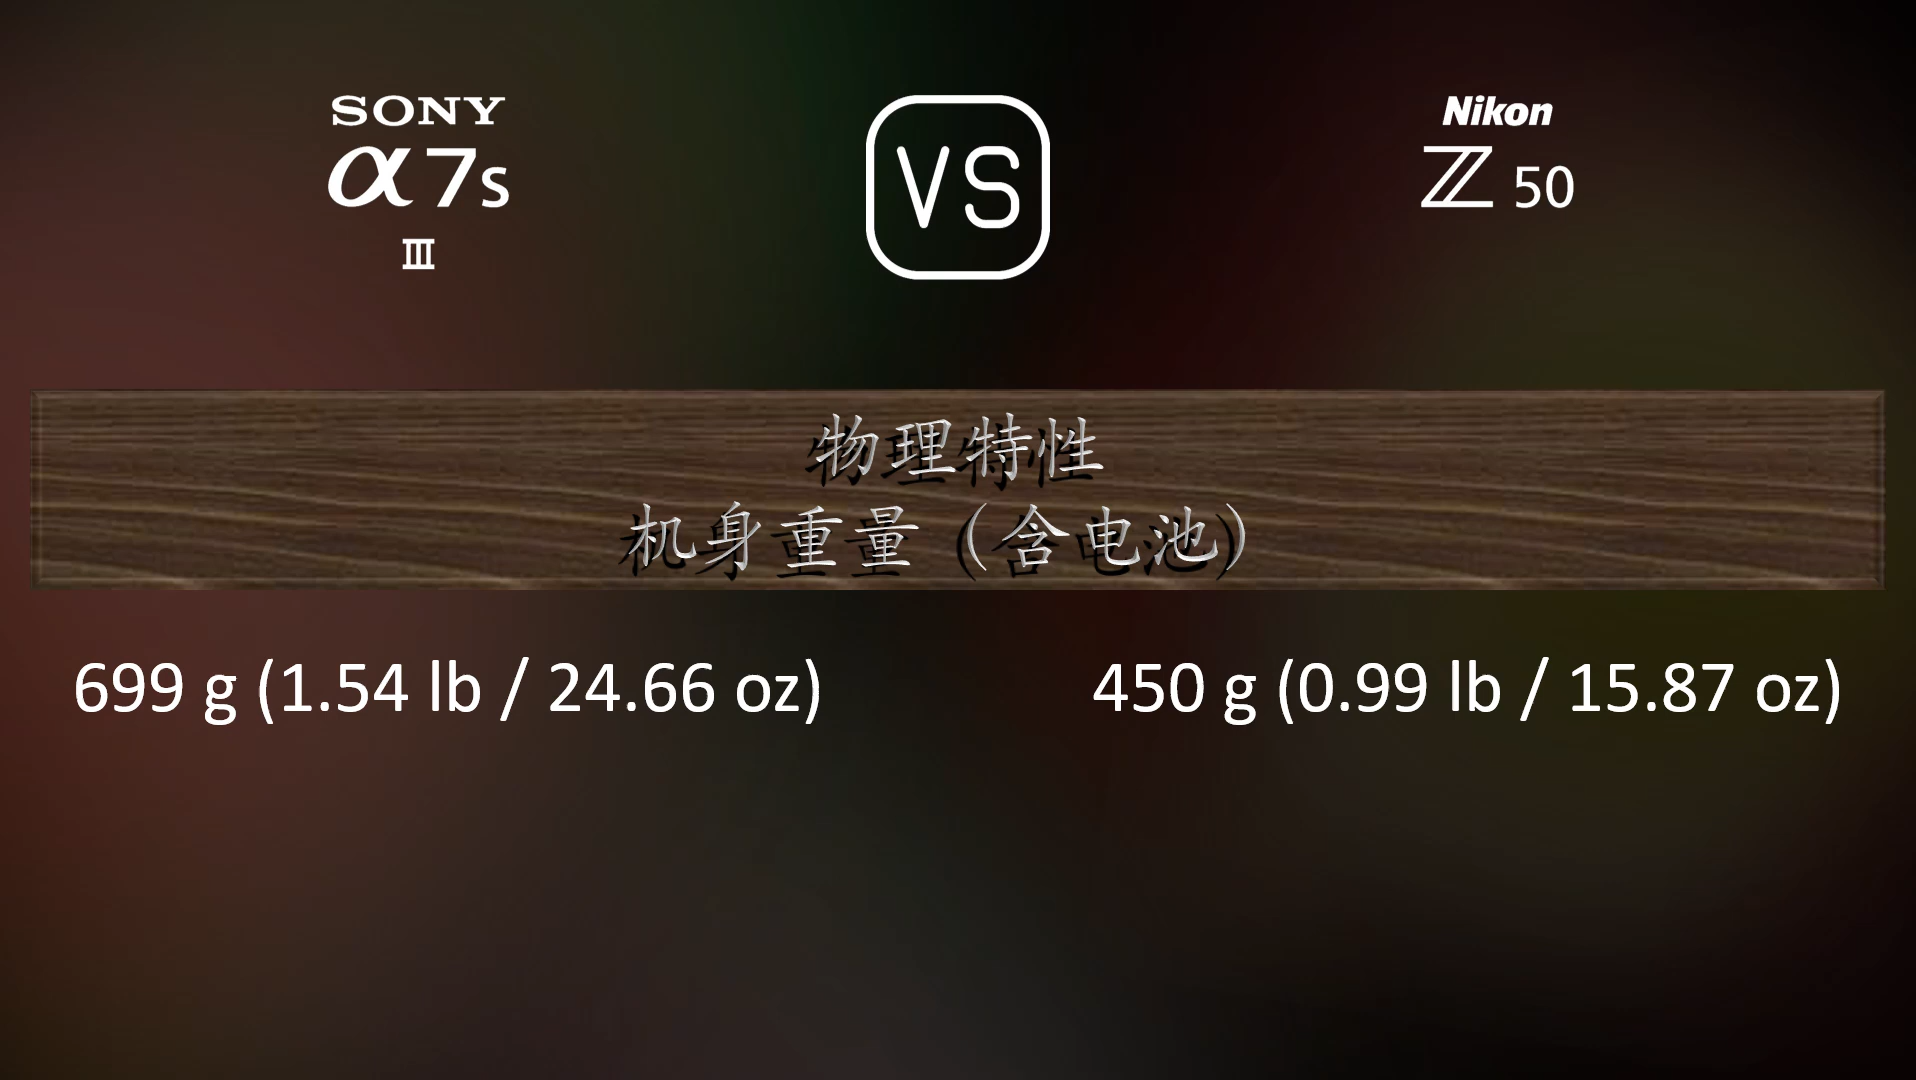 SONY
α7s
III
VS
Nikon
Z 50
物理特性
机身重量（含电池）
699 g (1.54 lb / 24.66 oz)
450 g (0.99 lb / 15.87 oz)